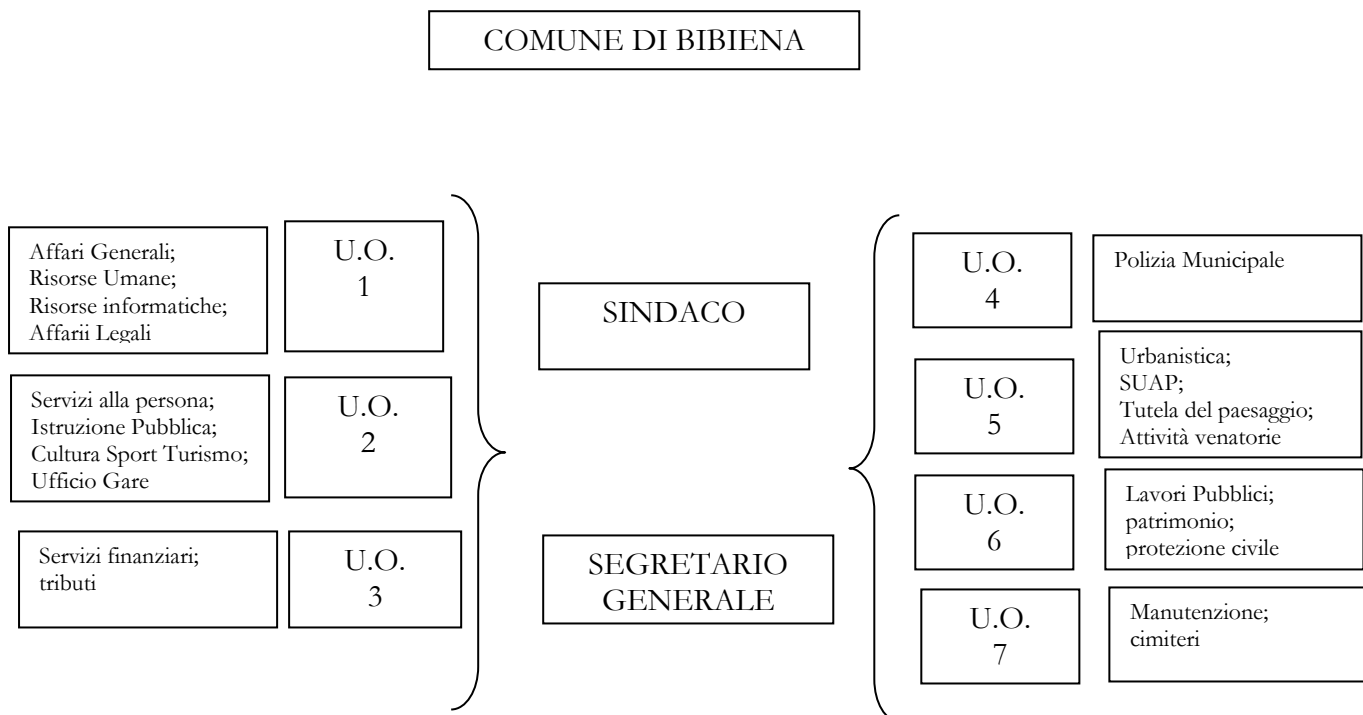 COMUNE DI BIBIENA
Affari Generali;
Risorse Umane;
Risorse informatiche;
Affarii Legali
U.O.
1
Servizi alla persona;
Istruzione Pubblica;
Cultura Sport Turismo;
Ufficio Gare
U.O.
2
Servizi finanziari;
tributi
U.O.
3
SINDACO
SEGRETARIO
GENERALE
U.O.
4
Polizia Municipale
U.O.
5
Urbanistica;
SUAP;
Tutela del paesaggio;
Attività venatorie
U.O.
6
Lavori Pubblici;
patrimonio;
protezione civile
U.O.
7
Manutenzione;
cimiteri